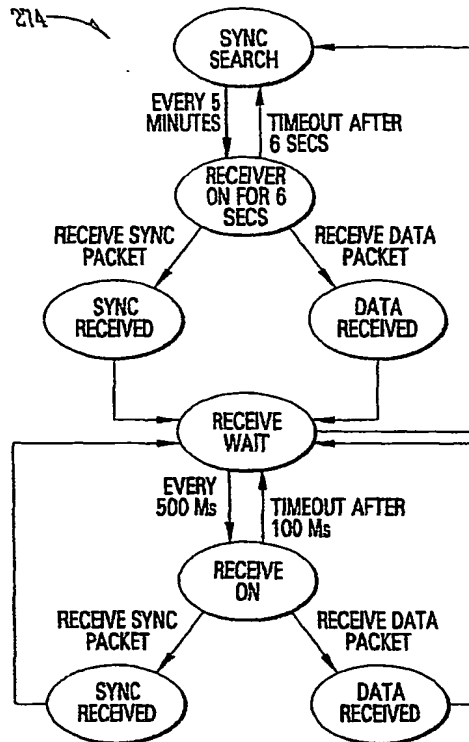 274
SYNC
SEARCH
EVERY 5
MINUTES
TIMEOUT AFTER
6 SECS
RECEIVER
ON FOR 6
SECS
RECEIVE SYNC
PACKET
RECEIVE DATA
PACKET
SYNC
RECEIVED
DATA
RECEIVED
RECEIVE
WAIT
EVERY
500 Ms
TIMEOUT AFTER
100 Ms
RECEIVE
ON
RECEIVE SYNC
PACKET
RECEIVE DATA
PACKET
SYNC
RECEIVED
DATA
RECEIVED